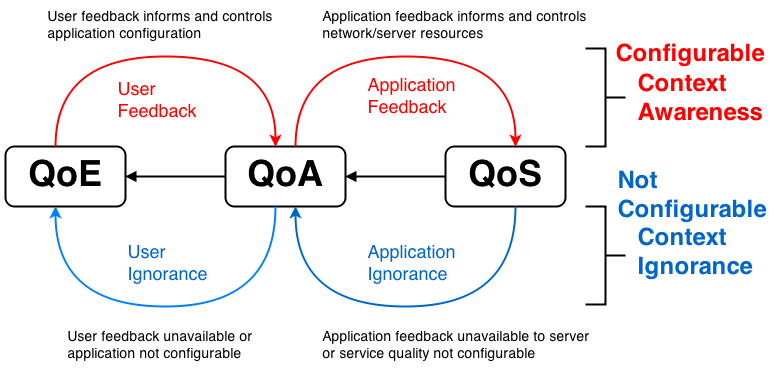 User feedback informs and controls
application configuration
Application feedback informs and controls
network/server resources
Configurable
Context
Awareness
User
Feedback
Application
Feedback
QoE
QoA
QoS
Not
Configurable
Context
Ignorance
User
Ignorance
Application
Ignorance
User feedback unavailable or
application not configurable
Application feedback unavailable to server
or service quality not configurable